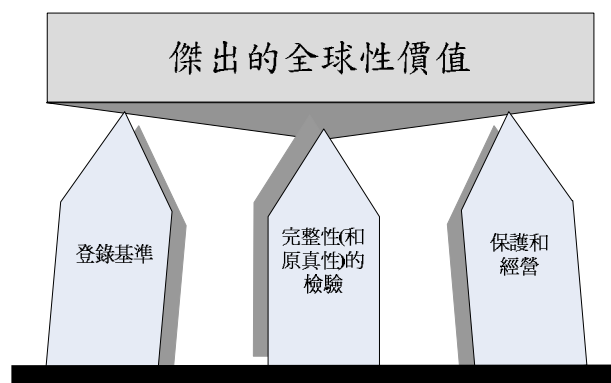 傑出的全球性價值
登錄基準
完整性(和
原真性)的
檢驗
保護和
經營